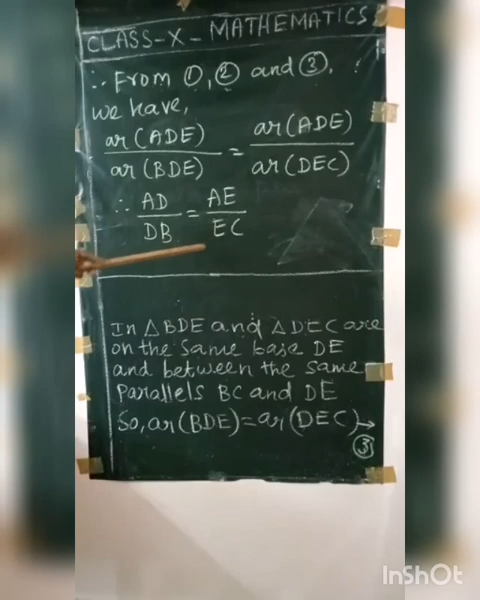 CLASS-X- MATHEMATICS
∴ From ①, ② and ③,
we have,
ar(ADE)/ar(BDE) = ar(ADE)/ar(DEC)
∴ AD/DB = AE/EC
In △BDE and △DEC are
on the same base DE
and between the same
Parallels BC and DE
So, ar(BDE)=ar(DEC)→
③
InShOt